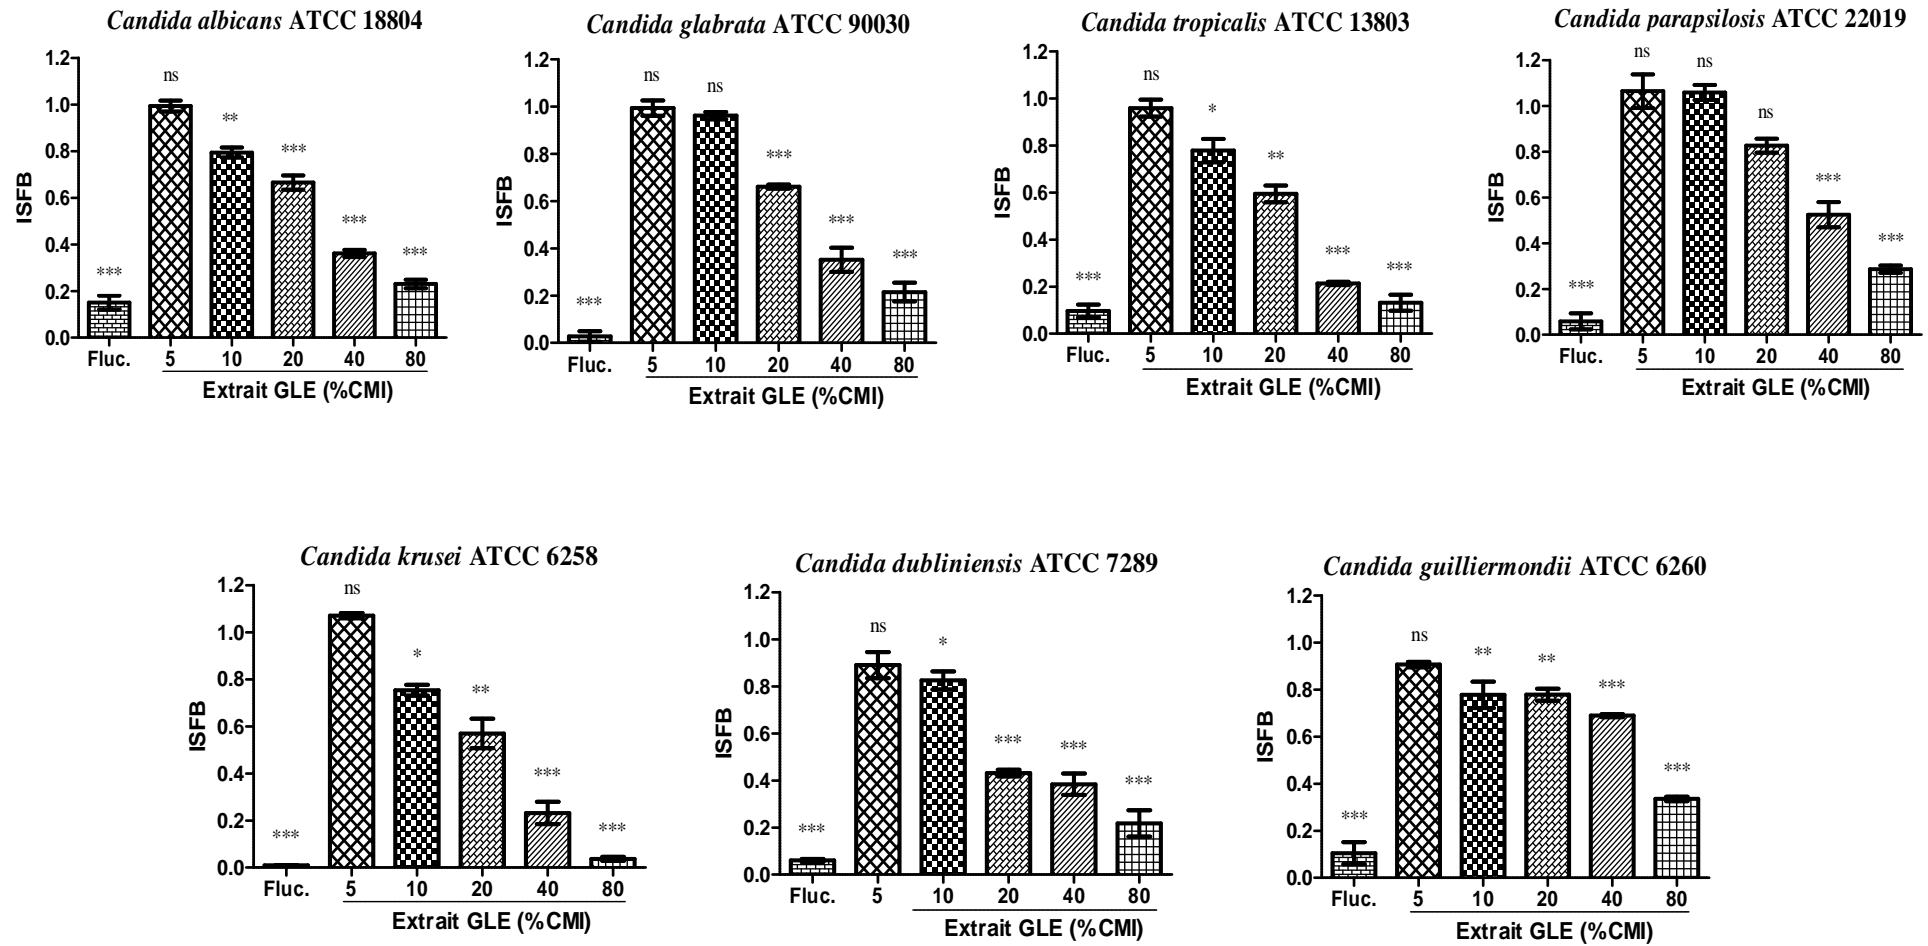 Candida albicans ATCC 18804
ISFB
1.2
1.0
0.8
0.6
0.4
0.2
0.0
*** ns ** *** *** ***
Fluc. 5 10 20 40 80
Extrait GLE (%CMI)
Candida glabrata ATCC 90030
ISFB
1.2
1.0
0.8
0.6
0.4
0.2
0.0
*** ns ns *** *** ***
Fluc. 5 10 20 40 80
Extrait GLE (%CMI)
Candida tropicalis ATCC 13803
ISFB
1.2
1.0
0.8
0.6
0.4
0.2
0.0
*** ns * ** *** ***
Fluc. 5 10 20 40 80
Extrait GLE (%CMI)
Candida parapsilosis ATCC 22019
ISFB
1.2
1.0
0.8
0.6
0.4
0.2
0.0
*** ns ns ns *** ***
Fluc. 5 10 20 40 80
Extrait GLE (%CMI)
Candida krusei ATCC 6258
ISFB
1.2
1.0
0.8
0.6
0.4
0.2
0.0
*** ns * ** *** ***
Fluc. 5 10 20 40 80
Extrait GLE (%CMI)
Candida dubliniensis ATCC 7289
ISFB
1.2
1.0
0.8
0.6
0.4
0.2
0.0
*** ns * *** *** ***
Fluc. 5 10 20 40 80
Extrait GLE (%CMI)
Candida guilliermondii ATCC 6260
ISFB
1.2
1.0
0.8
0.6
0.4
0.2
0.0
*** ns ** ** *** ***
Fluc. 5 10 20 40 80
Extrait GLE (%CMI)